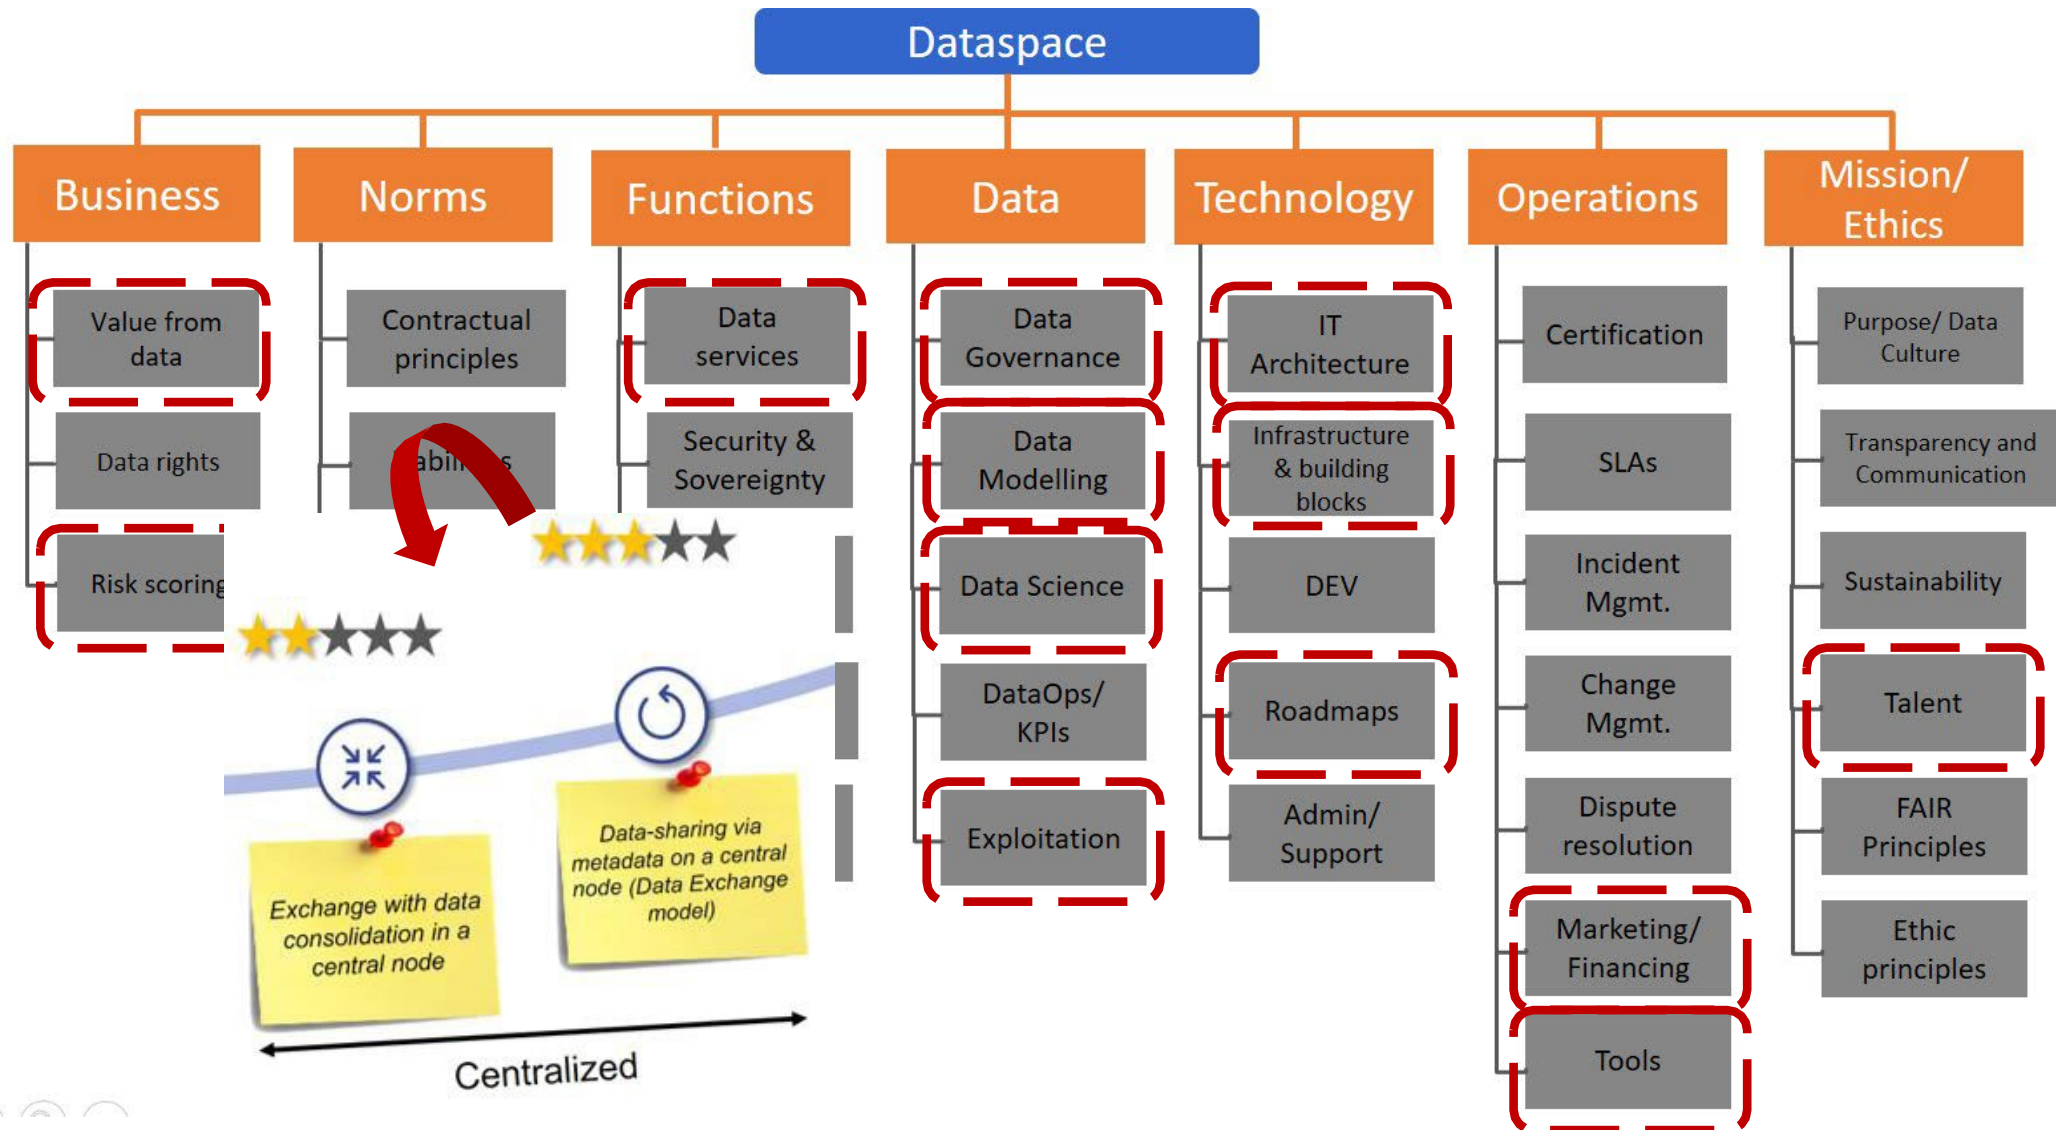 Dataspace
Business
Norms
Functions
Data
Technology
Operations
Mission/
Ethics
Value from
data
Data rights
Risk scoring
Contractual
principles
Data
services
Security &
Sovereignty
Data
Governance
Data
Modelling
Data Science
DataOps/
KPIs
Exploitation
IT
Architecture
Infrastructure
& building
blocks
DEV
Roadmaps
Admin/
Support
Certification
SLAs
Incident
Mgmt.
Change
Mgmt.
Dispute
resolution
Marketing/
Financing
Tools
Purpose/ Data
Culture
Transparency and
Communication
Sustainability
Talent
FAIR
Principles
Ethic
principles
Exchange with data
consolidation in a
central node
Data-sharing via
metadata on a central
node (Data Exchange
model)
Centralized